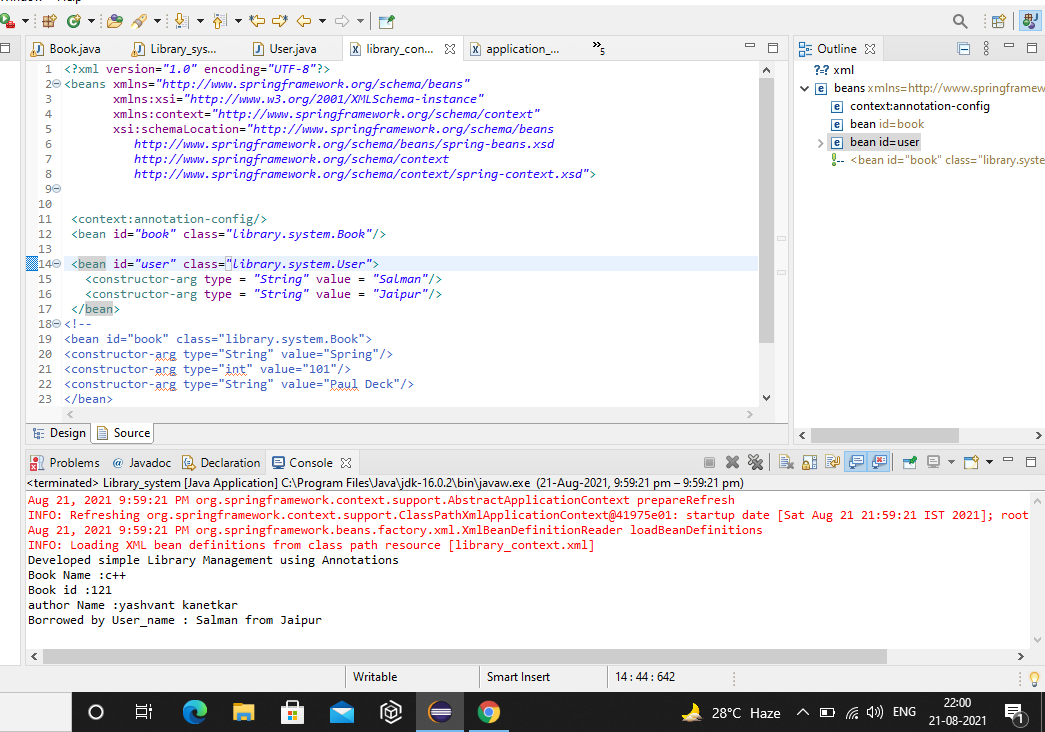 Window Help
Book.java
Library_sys...
User.java
library_con...
application_...
»5
1 <?xml version="1.0" encoding="UTF-8"?>
2 <beans xmlns="http://www.springframework.org/schema/beans"
3 xmlns:xsi="http://www.w3.org/2001/XMLSchema-instance"
4 xmlns:context="http://www.springframework.org/schema/context"
5 xsi:schemaLocation="http://www.springframework.org/schema/beans
6 http://www.springframework.org/schema/beans/spring-beans.xsd
7 http://www.springframework.org/schema/context
8 http://www.springframework.org/schema/context/spring-context.xsd">
9
10
11 <context:annotation-config/>
12 <bean id="book" class="library.system.Book"/>
13
14 <bean id="user" class="library.system.User">
15 <constructor-arg type = "String" value = "Salman"/>
16 <constructor-arg type = "String" value = "Jaipur"/>
17 </bean>
18 <!--
19 <bean id="book" class="library.system.Book">
20 <constructor-arg type="String" value="Spring"/>
21 <constructor-arg type="int" value="101"/>
22 <constructor-arg type="String" value="Paul Deck"/>
23 </bean>
Design
Source
Outline
?=? xml
beans xmlns=http://www.springframew
context:annotation-config
bean id=book
bean id=user
<bean id="book" class="library.syste
Problems
@ Javadoc
Declaration
Console
<terminated> Library_system [Java Application] C:\Program Files\Java\jdk-16.0.2\bin\javaw.exe (21-Aug-2021, 9:59:21 pm – 9:59:21 pm)
Aug 21, 2021 9:59:21 PM org.springframework.context.support.AbstractApplicationContext prepareRefresh
INFO: Refreshing org.springframework.context.support.ClassPathXmlApplicationContext@41975e01: startup date [Sat Aug 21 21:59:21 IST 2021]; root
Aug 21, 2021 9:59:21 PM org.springframework.beans.factory.xml.XmlBeanDefinitionReader loadBeanDefinitions
INFO: Loading XML bean definitions from class path resource [library_context.xml]
Developed simple Library Management using Annotations
Book Name :c++
Book id :121
author Name :yashvant kanetkar
Borrowed by User_name : Salman from Jaipur
Writable
Smart Insert
14 : 44 : 642
28°C Haze
ENG
22:00
21-08-2021
1